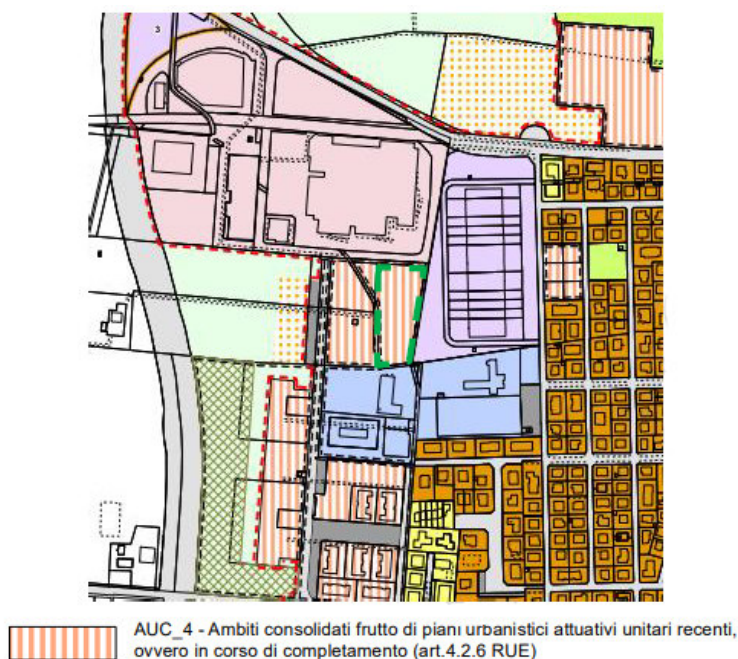 3
AUC_4 - Ambiti consolidati frutto di piani urbanistici attuativi unitari recenti,
ovvero in corso di completamento (art.4.2.6 RUE)